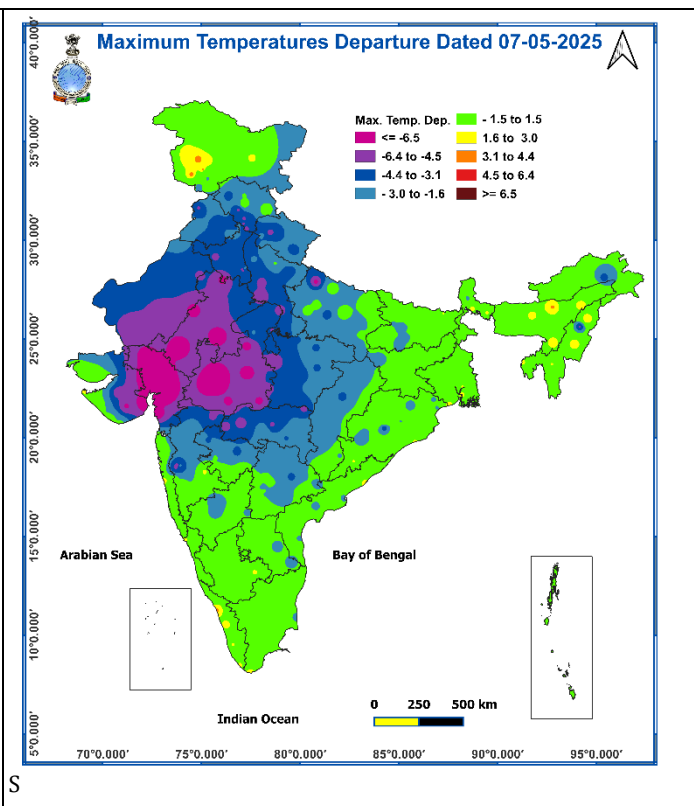 Maximum Temperatures Departure Dated 07-05-2025
Max. Temp. Dep.
<= -6.5
-6.4 to -4.5
-4.4 to -3.1
- 3.0 to -1.6
- 1.5 to 1.5
1.6 to 3.0
3.1 to 4.4
4.5 to 6.4
>= 6.5
40°0.000'
35°0.000'
30°0.000'
25°0.000'
20°0.000'
15°0.000'
10°0.000'
5°0.000'
Arabian Sea
Bay of Bengal
Indian Ocean
0 250 500 km
70°0.000' 75°0.000' 80°0.000' 85°0.000' 90°0.000' 95°0.000'
S